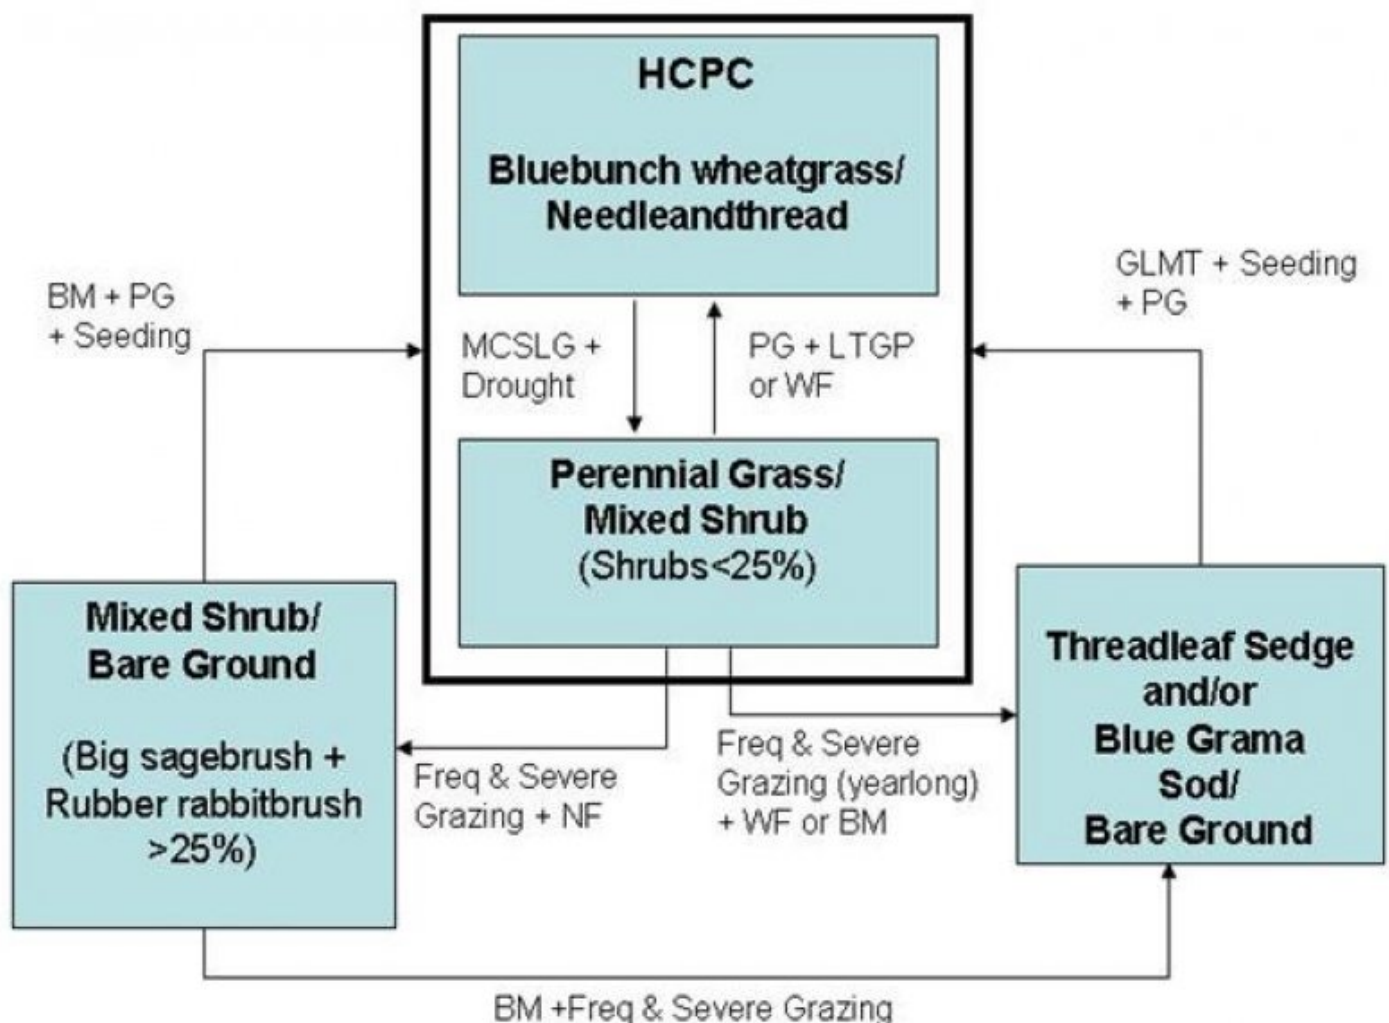 HCPC
Bluebunch wheatgrass/
Needleandthread
BM + PG
+ Seeding
GLMT + Seeding
+ PG
MCSLG +
Drought
PG + LTGP
or WF
Perennial Grass/
Mixed Shrub
(Shrubs<25%)
Mixed Shrub/
Bare Ground
(Big sagebrush +
Rubber rabbitbrush
>25%)
Threadleaf Sedge
and/or
Blue Grama
Sod/
Bare Ground
Freq & Severe
Grazing + NF
Freq & Severe
Grazing (yearlong)
+ WF or BM
BM +Freq & Severe Grazing